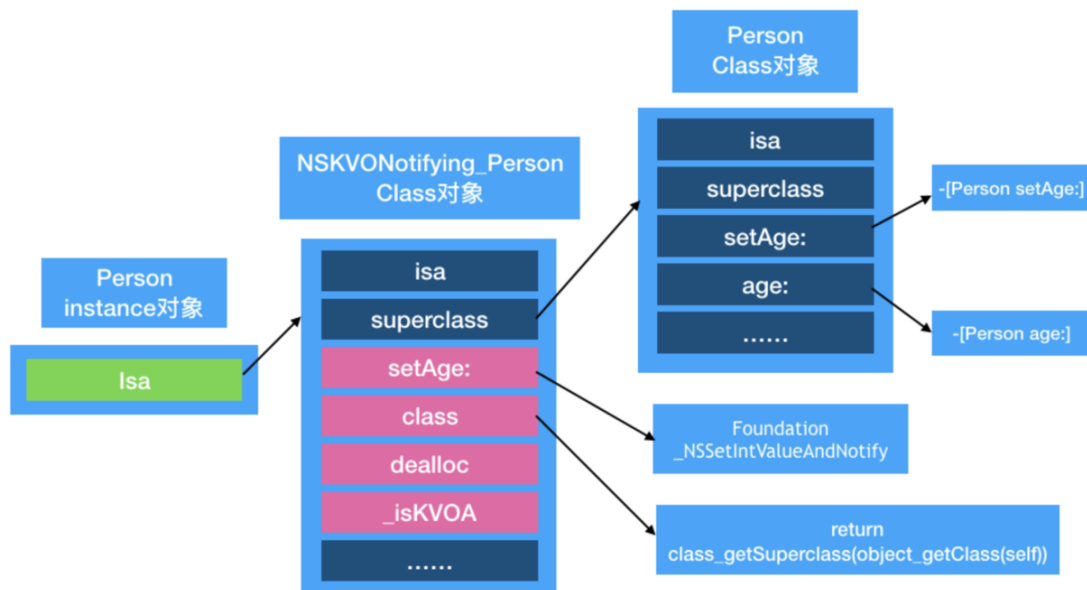 Person
instance对象
Isa
NSKVONotifying_Person
Class对象
isa
superclass
setAge:
class
dealloc
_isKVOA
......
Person
Class对象
isa
superclass
setAge:
age:
......
-[Person setAge:]
-[Person age:]
Foundation
_NSSetIntValueAndNotify
return
class_getSuperclass(object_getClass(self))